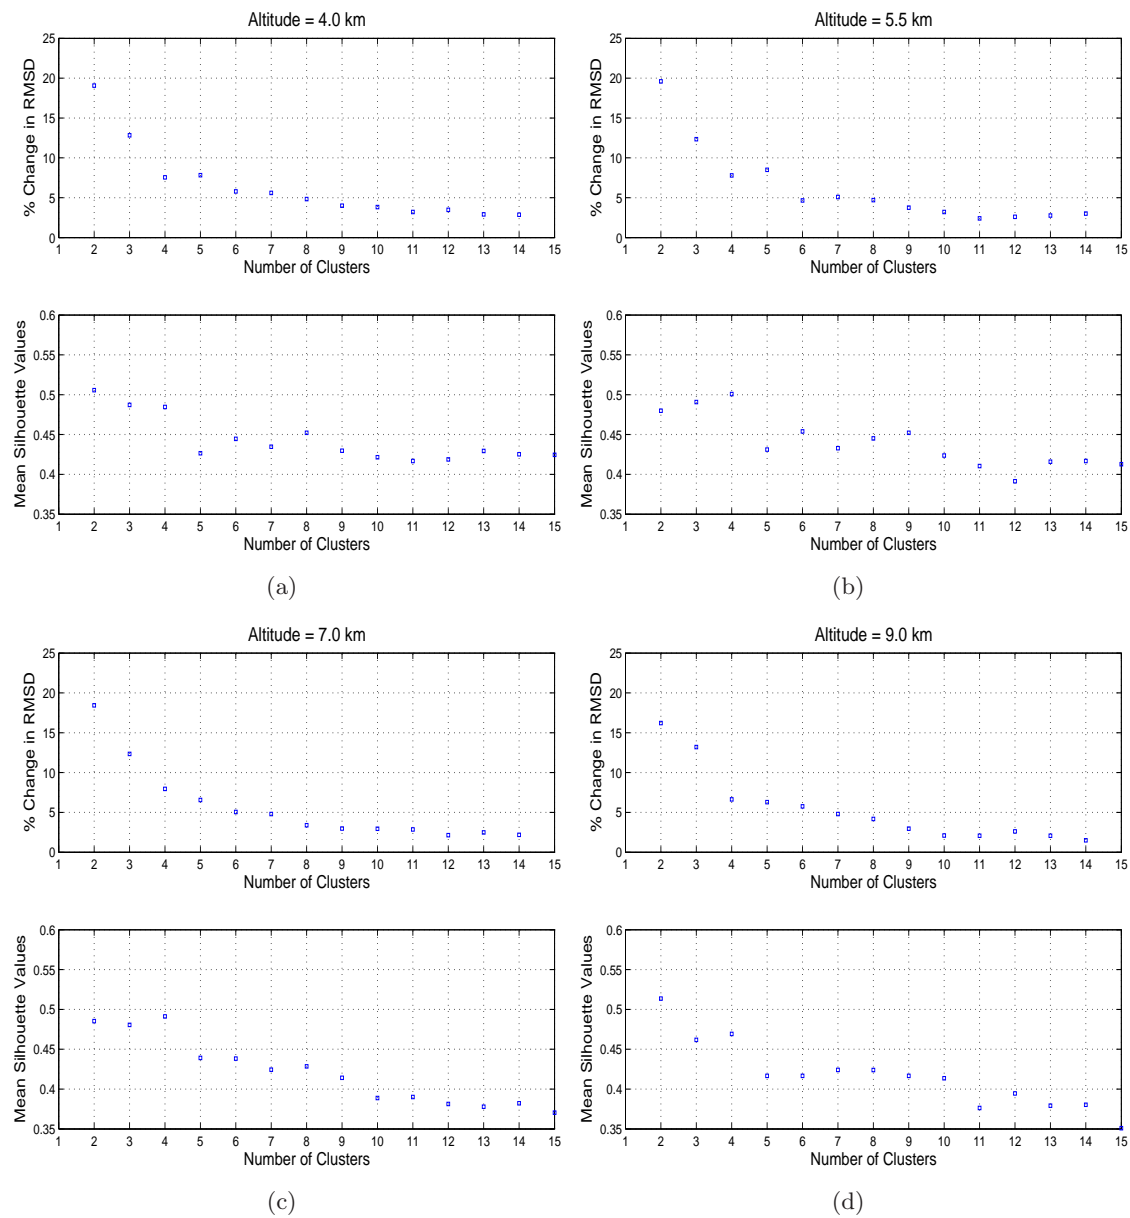 Altitude = 4.0 km
25
20
15
10
5
0
% Change in RMSD
1 2 3 4 5 6 7 8 9 10 11 12 13 14 15
Number of Clusters
0.6
0.55
0.5
0.45
0.4
0.35
Mean Silhouette Values
1 2 3 4 5 6 7 8 9 10 11 12 13 14 15
Number of Clusters
(a)
Altitude = 5.5 km
25
20
15
10
5
0
% Change in RMSD
1 2 3 4 5 6 7 8 9 10 11 12 13 14 15
Number of Clusters
0.6
0.55
0.5
0.45
0.4
0.35
Mean Silhouette Values
1 2 3 4 5 6 7 8 9 10 11 12 13 14 15
Number of Clusters
(b)
Altitude = 7.0 km
25
20
15
10
5
0
% Change in RMSD
1 2 3 4 5 6 7 8 9 10 11 12 13 14 15
Number of Clusters
0.6
0.55
0.5
0.45
0.4
0.35
Mean Silhouette Values
1 2 3 4 5 6 7 8 9 10 11 12 13 14 15
Number of Clusters
(c)
Altitude = 9.0 km
25
20
15
10
5
0
% Change in RMSD
1 2 3 4 5 6 7 8 9 10 11 12 13 14 15
Number of Clusters
0.6
0.55
0.5
0.45
0.4
0.35
Mean Silhouette Values
1 2 3 4 5 6 7 8 9 10 11 12 13 14 15
Number of Clusters
(d)